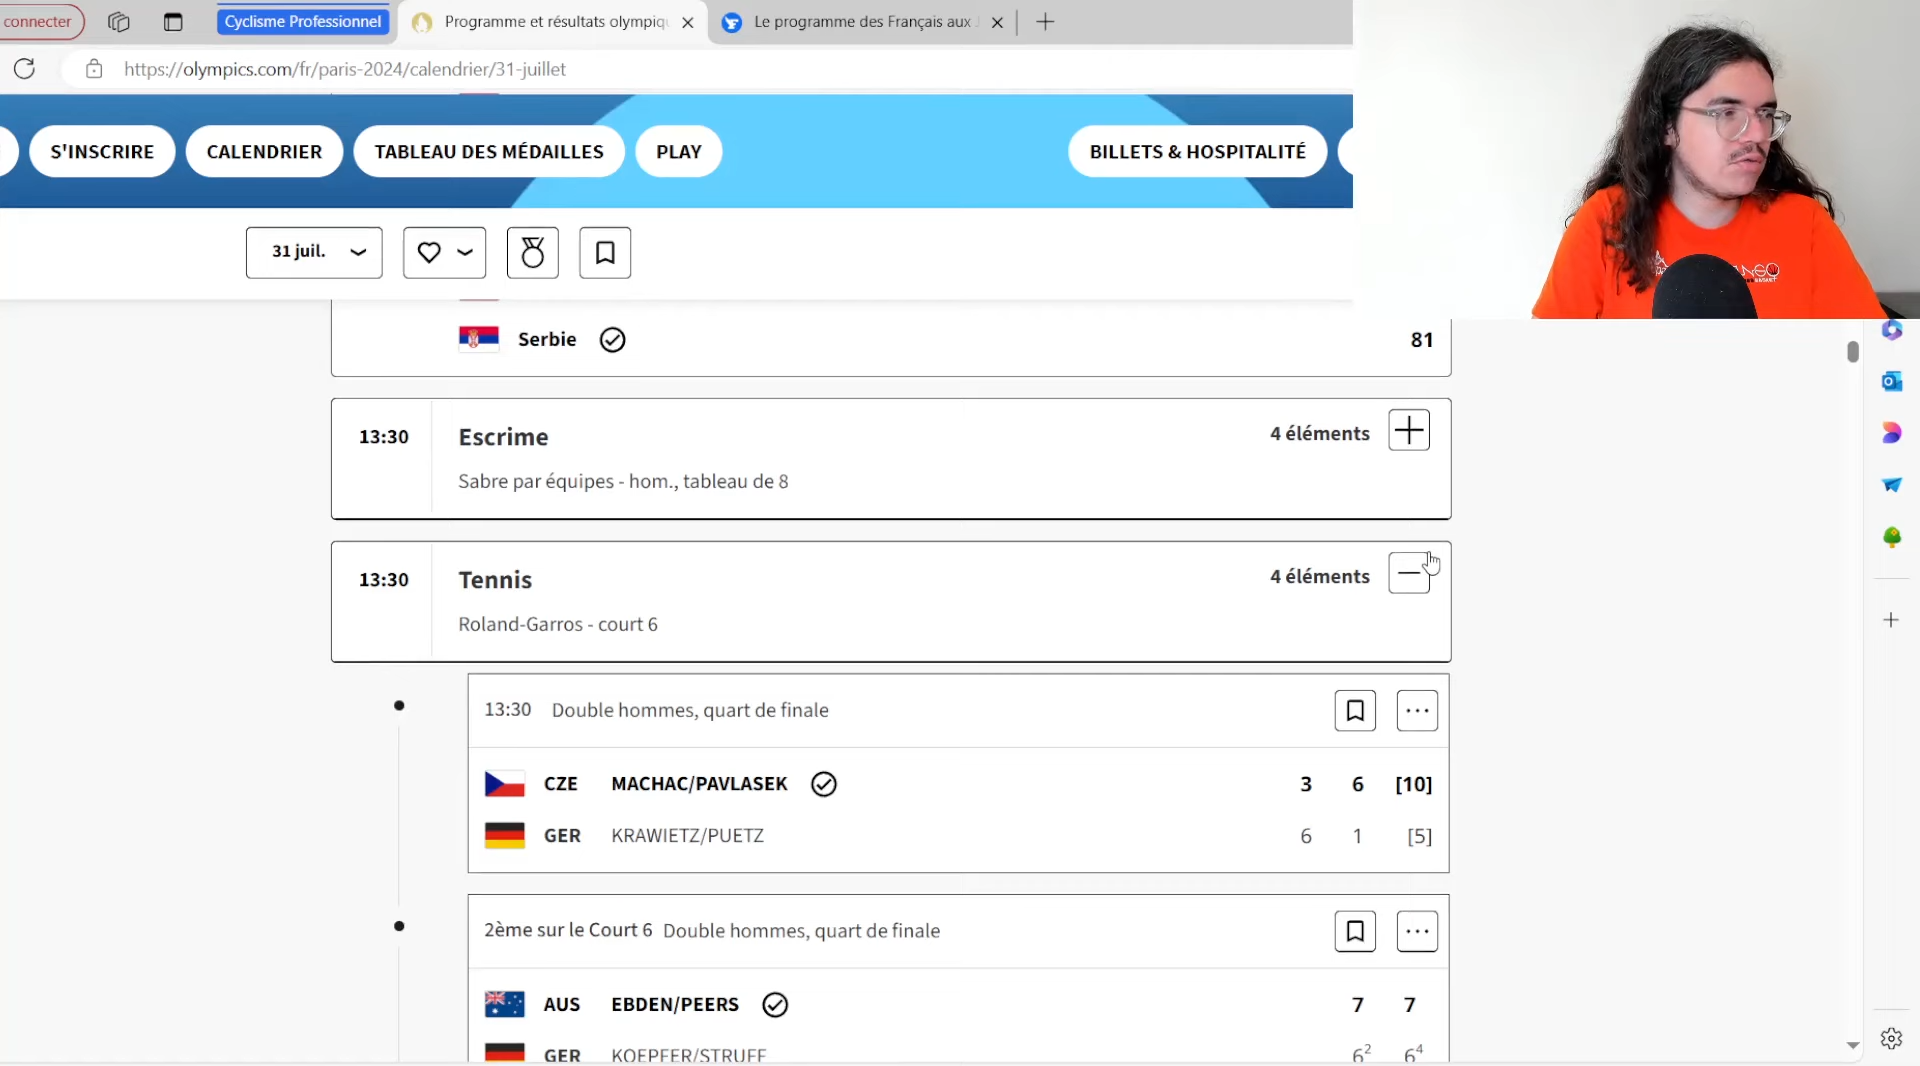 connecter
Cyclisme Professionnel
Programme et résultats olympiqu
Le programme des Français aux
https://olympics.com/fr/paris-2024/calendrier/31-juillet
S'INSCRIRE
CALENDRIER
TABLEAU DES MÉDAILLES
PLAY
BILLETS & HOSPITALITÉ
31 juil.
Serbie 81
13:30 Escrime 4 éléments
Sabre par équipes - hom., tableau de 8
13:30 Tennis 4 éléments
Roland-Garros - court 6
13:30 Double hommes, quart de finale
CZE MACHAC/PAVLASEK 3 6 [10]
GER KRAWIETZ/PUETZ 6 1 [5]
2ème sur le Court 6 Double hommes, quart de finale
AUS EBDEN/PEERS 7 7
GER KOEPFER/STRUFF 6² 6⁴